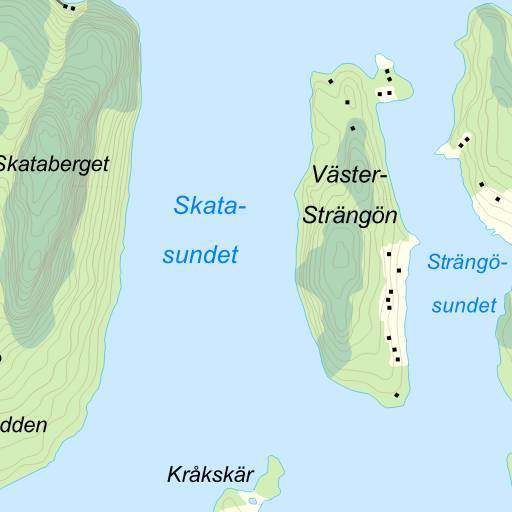 Skataberget
Väster-
Strängön
Skata-
sundet
Strängö-
sundet
dden
Kråkskär